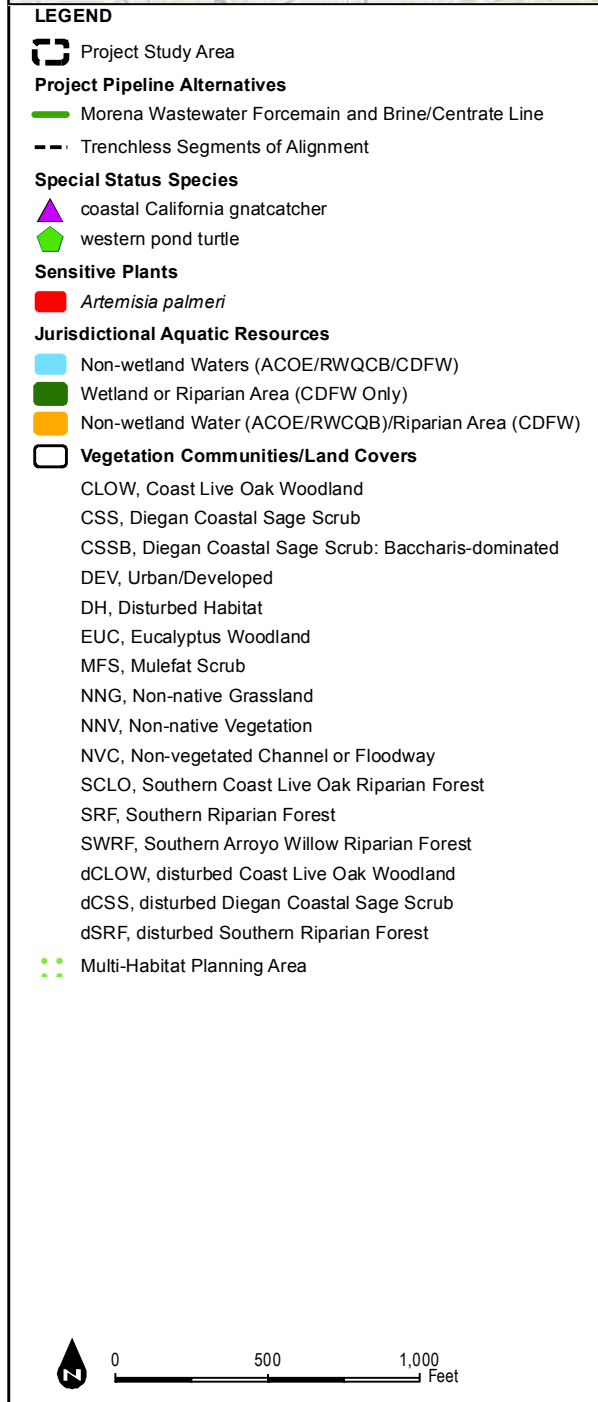 LEGEND
Project Study Area
Project Pipeline Alternatives
Morena Wastewater Forcemain and Brine/Centrate Line
Trenchless Segments of Alignment
Special Status Species
coastal California gnatcatcher
western pond turtle
Sensitive Plants
Artemisia palmeri
Jurisdictional Aquatic Resources
Non-wetland Waters (ACOE/RWQCB/CDFW)
Wetland or Riparian Area (CDFW Only)
Non-wetland Water (ACOE/RWCQB)/Riparian Area (CDFW)
Vegetation Communities/Land Covers
CLOW, Coast Live Oak Woodland
CSS, Diegan Coastal Sage Scrub
CSSB, Diegan Coastal Sage Scrub: Baccharis-dominated
DEV, Urban/Developed
DH, Disturbed Habitat
EUC, Eucalyptus Woodland
MFS, Mulefat Scrub
NNG, Non-native Grassland
NNV, Non-native Vegetation
NVC, Non-vegetated Channel or Floodway
SCLO, Southern Coast Live Oak Riparian Forest
SRF, Southern Riparian Forest
SWRF, Southern Arroyo Willow Riparian Forest
dCLOW, disturbed Coast Live Oak Woodland
dCSS, disturbed Diegan Coastal Sage Scrub
dSRF, disturbed Southern Riparian Forest
Multi-Habitat Planning Area
N
0 500 1,000
Feet